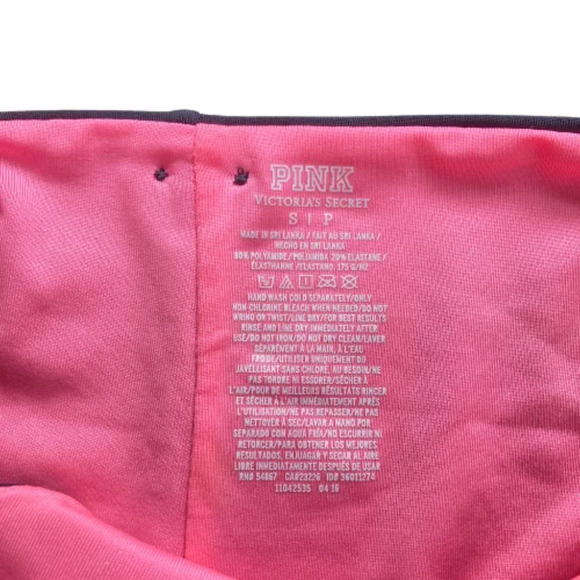 PINK
VICTORIA'S SECRET
S | P
MADE IN SRI LANKA / FAIT AU SRI LANKA /
HECHO EN SRI LANKA
80% POLYAMIDE / POLIAMIDA 20% ELASTANE /
ÉLASTHANNE / ELASTANO. 175 G/M2
HAND WASH COLD SEPARATELY/ONLY
NON-CHLORINE BLEACH WHEN NEEDED/DO NOT
WRING OR TWIST/LINE DRY/FOR BEST RESULTS
RINSE AND LINE DRY IMMEDIATELY AFTER
USE/DO NOT IRON/DO NOT DRY CLEAN/LAVER
SÉPARÉMENT À LA MAIN, À L'EAU
FROIDE/UTILISER UNIQUEMENT DU
JAVELLISANT SANS CHLORE, AU BESOIN/NE
PAS TORDRE NI ESSORER/SÉCHER À
L'AIR/POUR DE MEILLEURS RÉSULTATS RINCER
ET SÉCHER À L'AIR IMMÉDIATEMENT APRÈS
L'UTILISATION/NE PAS REPASSER/NE PAS
NETTOYER À SEC/LAVAR A MANO POR
SEPARADO CON AGUA FRÍA/NO ESCURRIR NI
RETORCER/PARA OBTENER LOS MEJORES
RESULTADOS, ENJUAGAR Y SECAR AL AIRE
LIBRE INMEDIATAMENTE DESPUÉS DE USAR
RN# 54867 CA#23226 ID# 36011274
11042535 04 19